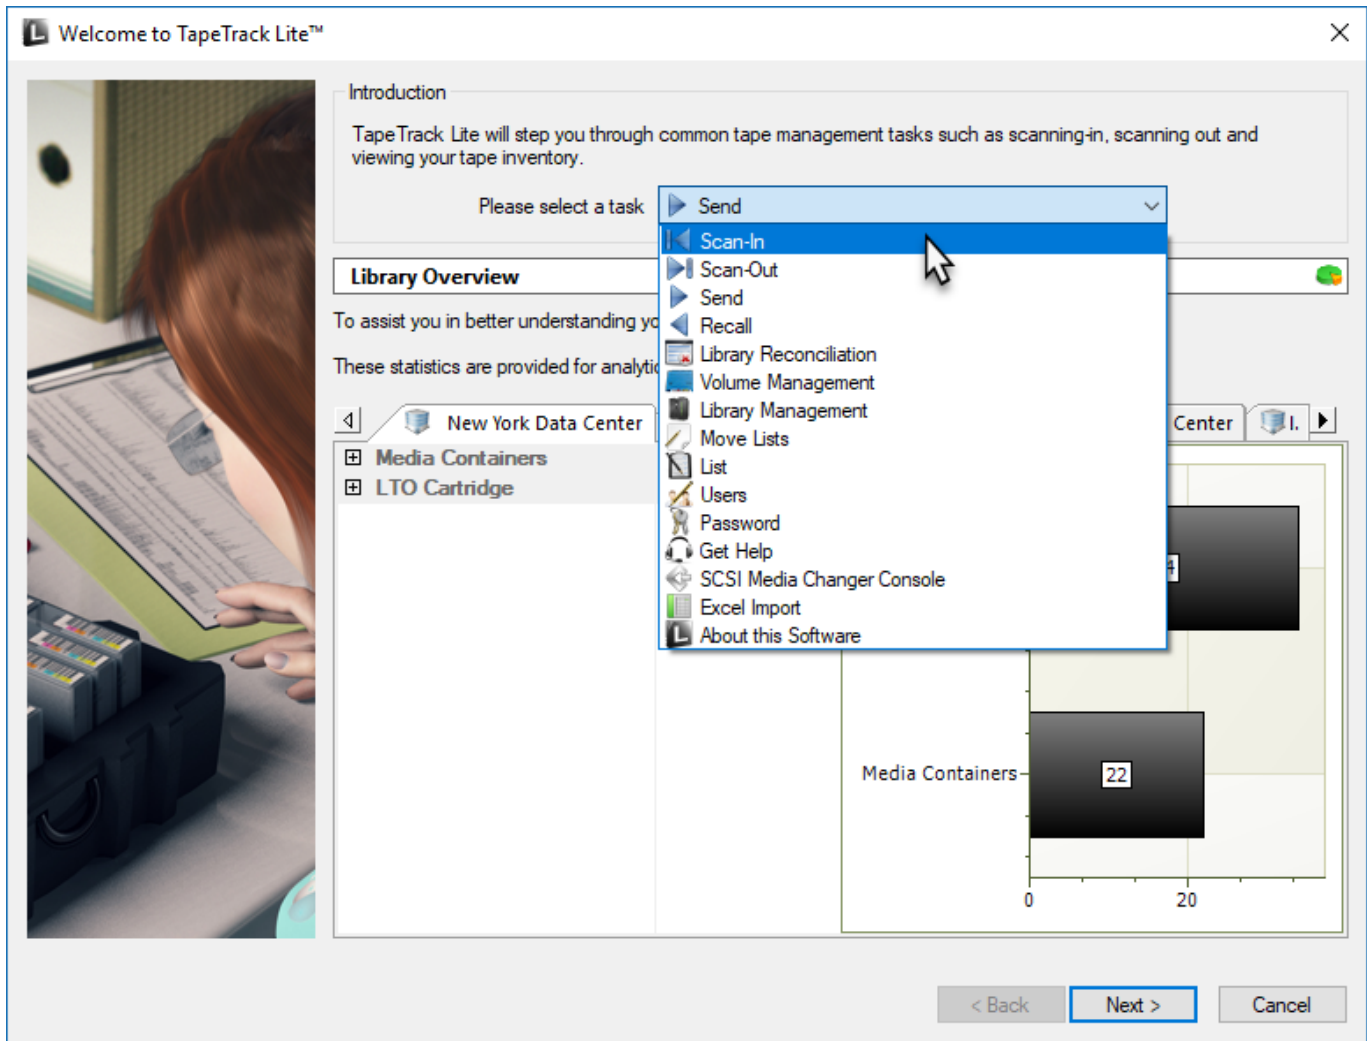 Welcome to TapeTrack Lite™
Introduction
TapeTrack Lite will step you through common tape management tasks such as scanning-in, scanning out and
viewing your tape inventory.
Please select a task
Send
Scan-In
Scan-Out
Send
Recall
Library Reconciliation
Volume Management
Library Management
Move Lists
List
Users
Password
Get Help
SCSI Media Changer Console
Excel Import
About this Software
Library Overview
To assist you in better understanding
These statistics are provided for
New York Data Center
Center
Media Containers
LTO Cartridge
4
Media Containers
22
0
20
< Back
Next >
Cancel